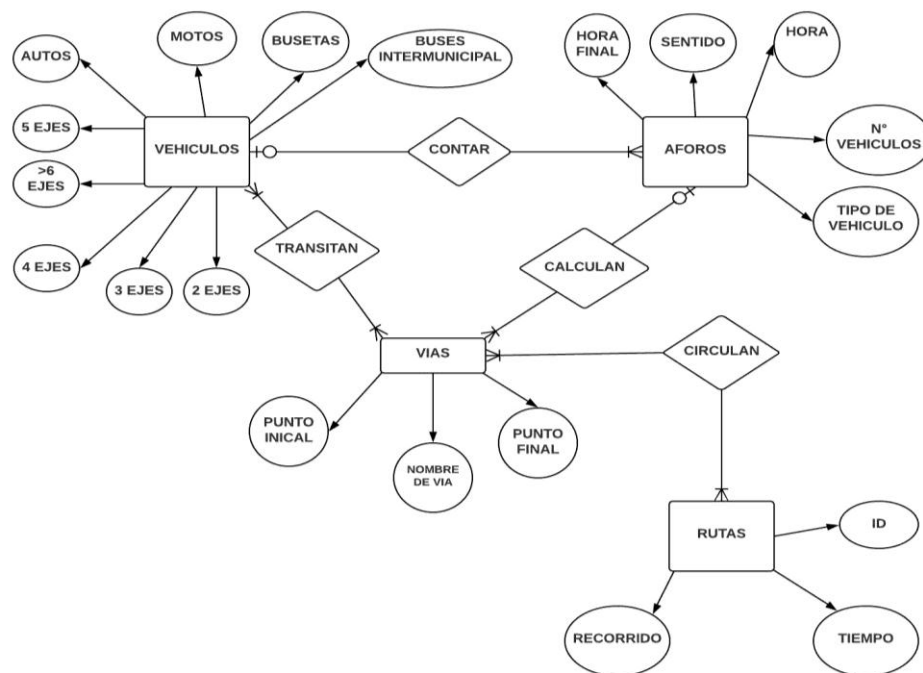 MOTOS
BUSETAS
BUSES
INTERMUNICIPAL
AUTOS
5 EJES
>6
EJES
4 EJES
3 EJES
2 EJES
VEHICULOS
CONTAR
HORA
FINAL
SENTIDO
HORA
AFOROS
N°
VEHICULOS
TIPO DE
VEHICULO
TRANSITAN
CALCULAN
VIAS
CIRCULAN
PUNTO
INICAL
NOMBRE
DE VIA
PUNTO
FINAL
RUTAS
ID
RECORRIDO
TIEMPO